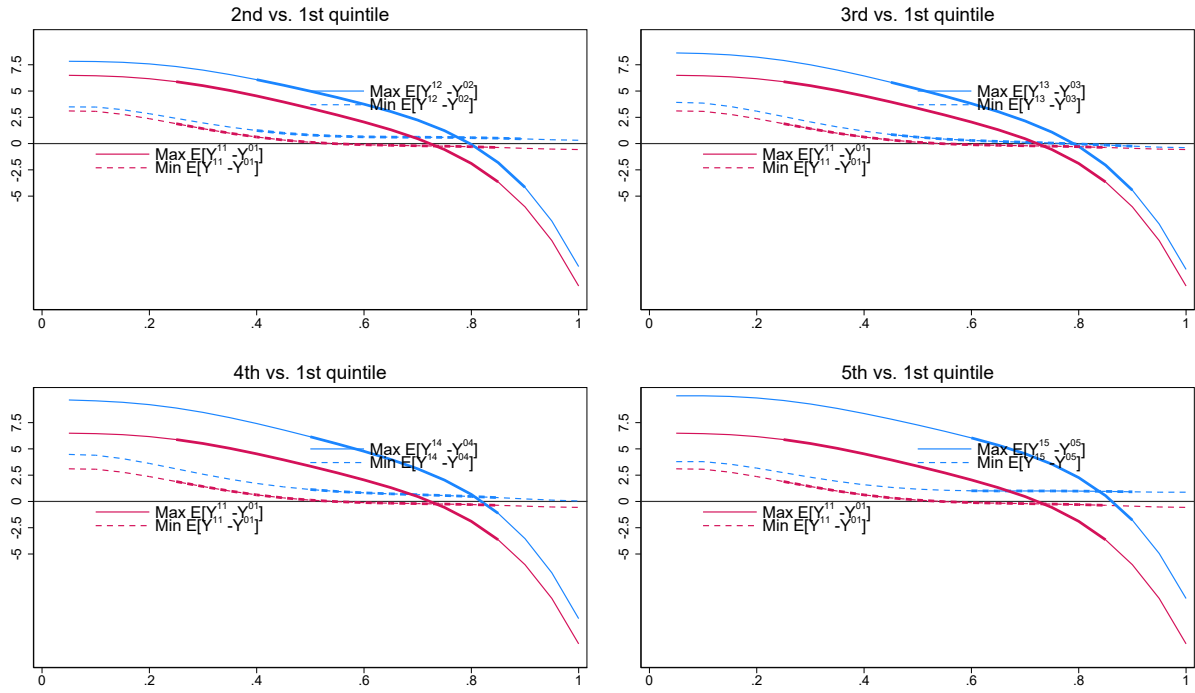 2nd vs. 1st quintile
7.5
5
2.5
0
-2.5
-5
Max E[Y¹² -Y⁰²]
Min E[Y¹² -Y⁰²]
Max E[Y¹¹ -Y⁰¹]
Min E[Y¹¹ -Y⁰¹]
0 .2 .4 .6 .8 1
3rd vs. 1st quintile
7.5
5
2.5
0
-2.5
-5
Max E[Y¹³ -Y⁰³]
Min E[Y¹³ -Y⁰³]
Max E[Y¹¹ -Y⁰¹]
Min E[Y¹¹ -Y⁰¹]
0 .2 .4 .6 .8 1
4th vs. 1st quintile
7.5
5
2.5
0
-2.5
-5
Max E[Y¹⁴ -Y⁰⁴]
Min E[Y¹⁴ -Y⁰⁴]
Max E[Y¹¹ -Y⁰¹]
Min E[Y¹¹ -Y⁰¹]
0 .2 .4 .6 .8 1
5th vs. 1st quintile
7.5
5
2.5
0
-2.5
-5
Max E[Y¹⁵ -Y⁰⁵]
Min E[Y¹⁵ -Y⁰⁵]
Max E[Y¹¹ -Y⁰¹]
Min E[Y¹¹ -Y⁰¹]
0 .2 .4 .6 .8 1